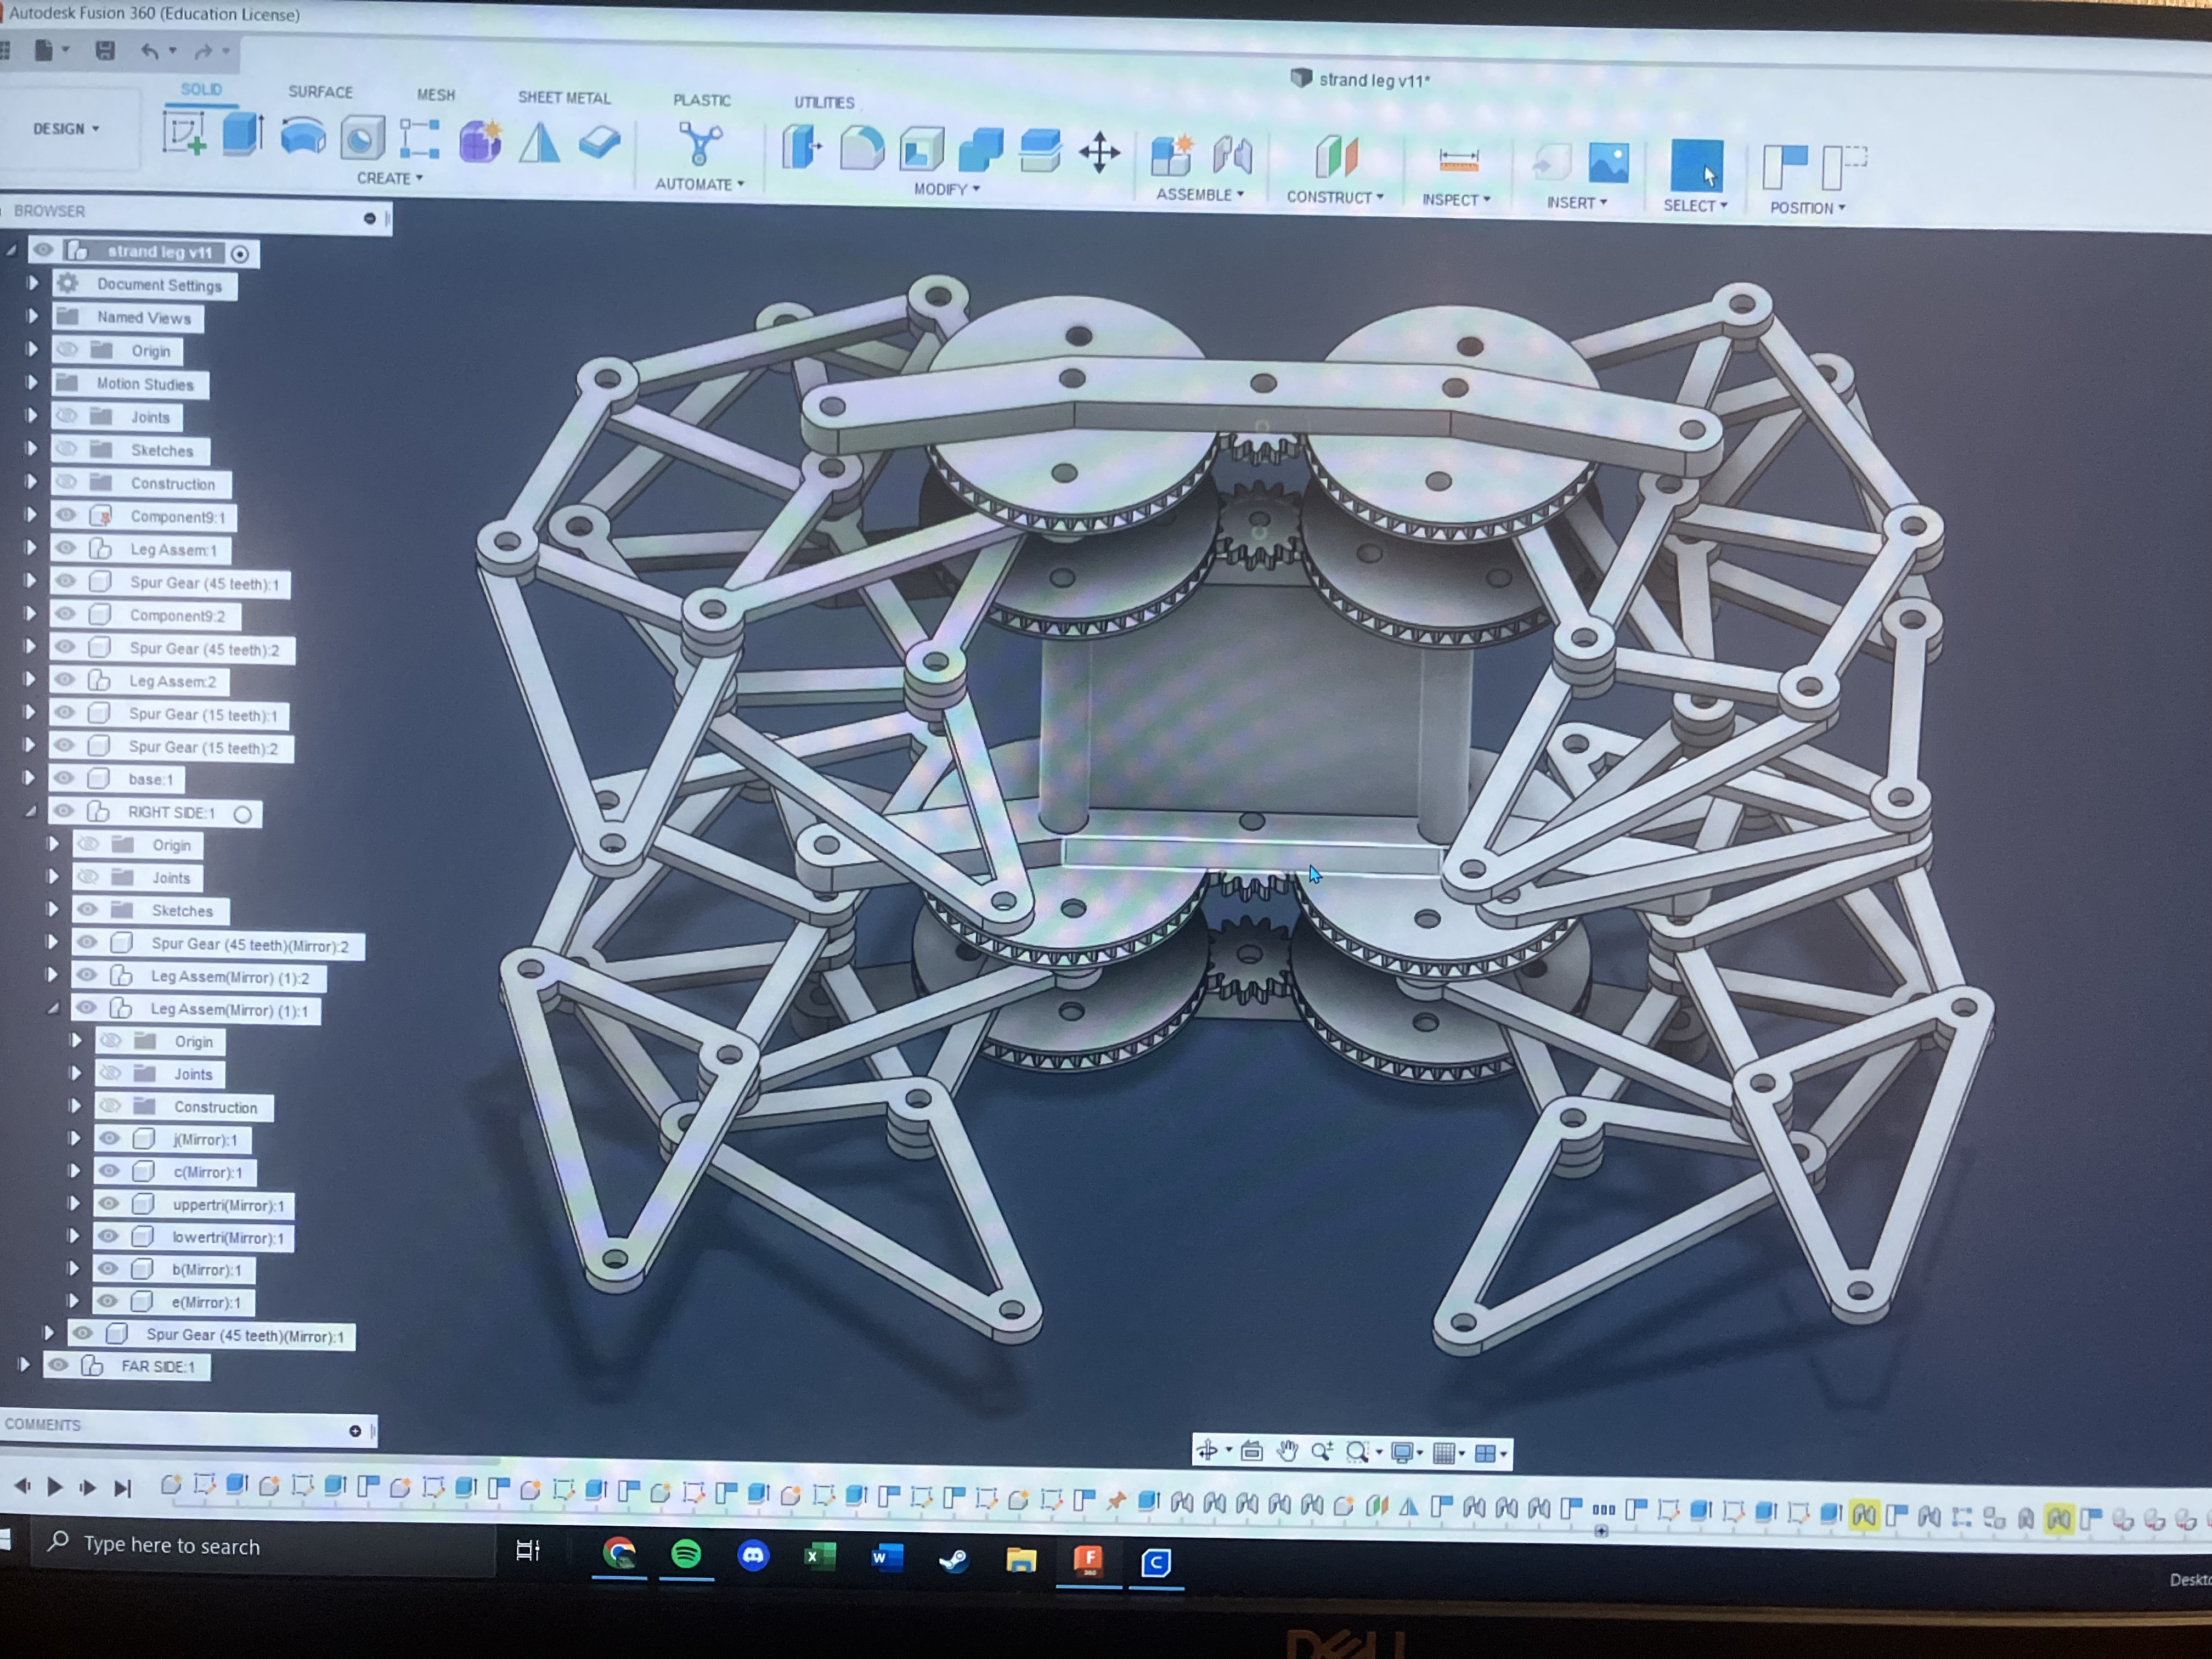 Autodesk Fusion 360 (Education License)
strand leg v11*
DESIGN
SOLID
SURFACE
MESH
SHEET METAL
PLASTIC
UTILITIES
CREATE
AUTOMATE
MODIFY
ASSEMBLE
CONSTRUCT
INSPECT
INSERT
SELECT
POSITION
BROWSER
strand leg v11
Document Settings
Named Views
Origin
Motion Studies
Joints
Sketches
Construction
Component9:1
Leg Assem:1
Spur Gear (45 teeth):1
Component9:2
Spur Gear (45 teeth):2
Leg Assem:2
Spur Gear (15 teeth):1
Spur Gear (15 teeth):2
base:1
RIGHT SIDE:1
Origin
Joints
Sketches
Spur Gear (45 teeth)(Mirror):2
Leg Assem(Mirror) (1):2
Leg Assem(Mirror) (1):1
Origin
Joints
Construction
j(Mirror):1
c(Mirror):1
uppertri(Mirror):1
lowertri(Mirror):1
b(Mirror):1
e(Mirror):1
Spur Gear (45 teeth)(Mirror):1
FAR SIDE:1
COMMENTS
Type here to search
X
W
F
360
C
Deskto
DELL